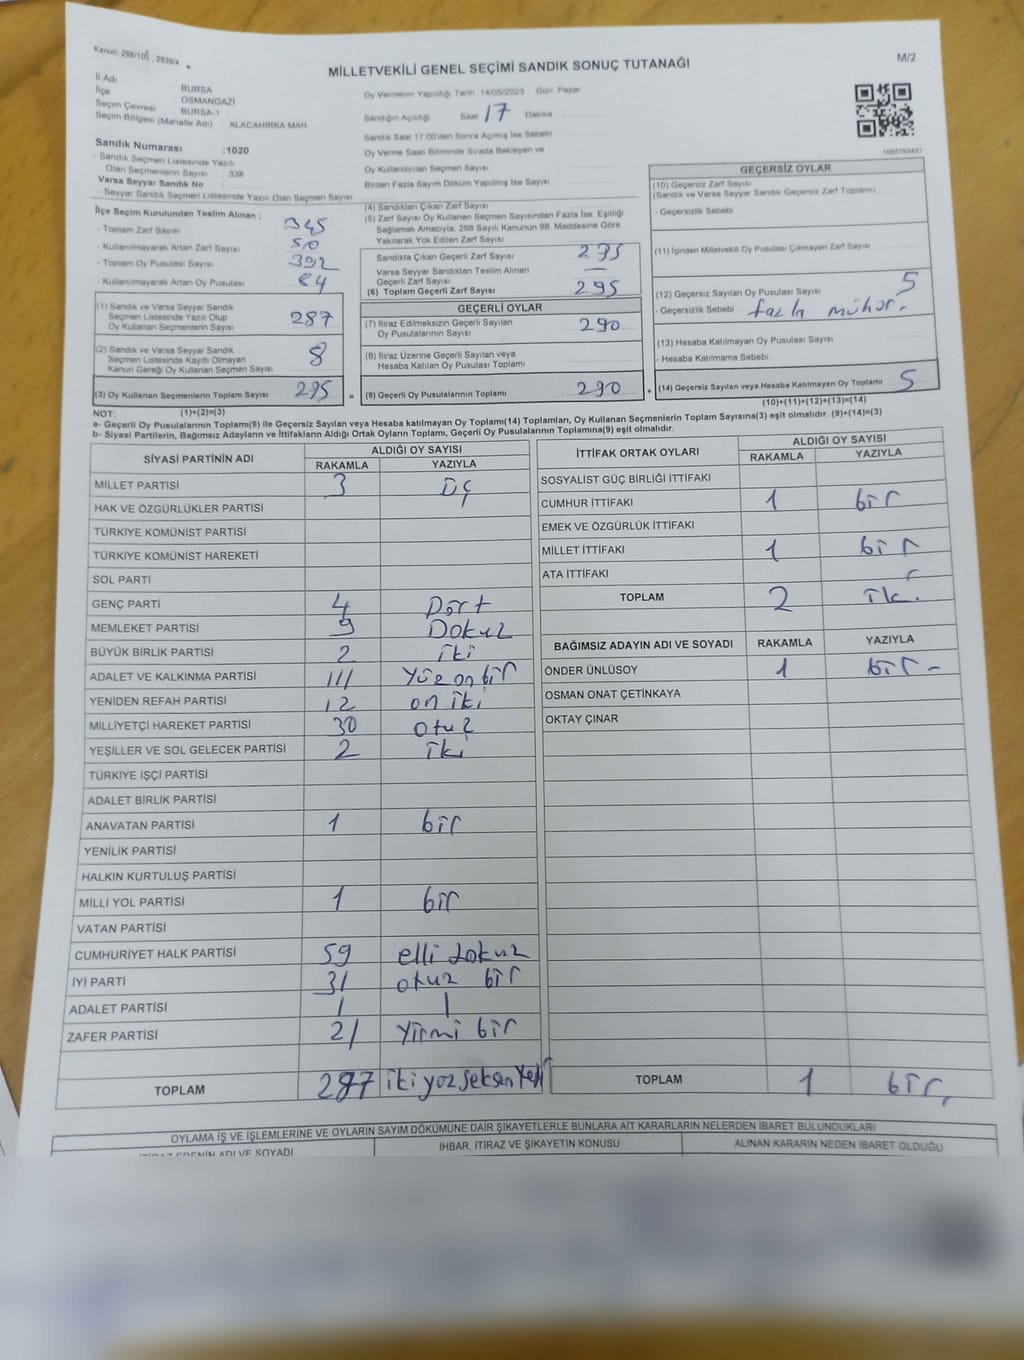 MİLLETVEKİLİ GENEL SEÇİMİ SANDIK SONUÇ TUTANAĞI
M/2
İl Adı BURSA
İlçe OSMANGAZİ
Seçim Çevresi BURSA-1
Seçim Bölgesi (Mahalle Adı) ALACAHIRKA MAH.
Sandık Numarası :1020
- Sandık Seçmen Listesinde Yazılı
Olan Seçmenlerin Sayısı 338
Varsa Seyyar Sandık No
- Seyyar Sandık Seçmen Listesinde Yazılı Olan Seçmen Sayısı
Oy Vermenin Yapıldığı Tarih 14/05/2023 Gün Pazar
Sandığın Açıldığı Saat 17 Dakika
Sandık Saat 17:00'den Sonra Açılmış İse Sebebi
Oy Verme Saati Bitiminde Sırada Bekleyen ve
Oy Kullandırılan Seçmen Sayısı
Birden Fazla Sayım Döküm Yapılmış İse Sayısı
İlçe Seçim Kurulundan Teslim Alınan :
- Toplam Zarf Sayısı 345
- Kullanılmayarak Artan Zarf Sayısı 50
- Toplam Oy Pusulası Sayısı 392
- Kullanılmayarak Artan Oy Pusulası
(1) Sandık ve Varsa Seyyar Sandık
Seçmen Listesinde Yazılı Olup
Oy Kullanan Seçmenlerin Sayısı 287
(2) Sandık ve Varsa Seyyar Sandık
Seçmen Listesinde Kayıtlı Olmayan
Kanun Gereği Oy Kullanan Seçmen Sayısı 8
(3) Oy Kullanan Seçmenlerin Toplam Sayısı 295
(1)+(2)=(3)
(4) Sandıktan Çıkan Zarf Sayısı
(5) Zarf Sayısı Oy Kullanan Seçmen Sayısından Fazla İse, Eşitliği
Sağlamak Amacıyla, 298 Sayılı Kanunun 98. Maddesine Göre
Yakılarak Yok Edilen Zarf Sayısı
Sandıkta Çıkan Geçerli Zarf Sayısı 295
Varsa Seyyar Sandıktan Teslim Alınan
Geçerli Zarf Sayısı —
(6) Toplam Geçerli Zarf Sayısı 295
GEÇERLİ OYLAR
(7) İtiraz Edilmeksizin Geçerli Sayılan
Oy Pusulalarının Sayısı 290
(8) İtiraz Üzerine Geçerli Sayılan veya
Hesaba Katılan Oy Pusulası Toplamı
= (9) Geçerli Oy Pusulalarının Toplamı 290
GEÇERSİZ OYLAR
(10) Geçersiz Zarf Sayısı
(Sandık ve Varsa Seyyar Sandık Geçersiz Zarf Toplamı)
- Geçersizlik Sebebi
(11) İçinden Milletvekili Oy Pusulası Çıkmayan Zarf Sayısı
(12) Geçersiz Sayılan Oy Pusulası Sayısı 5
- Geçersizlik Sebebi fazla mühür.
(13) Hesaba Katılmayan Oy Pusulası Sayısı
- Hesaba Katılmama Sebebi
+ (14) Geçersiz Sayılan veya Hesaba Katılmayan Oy Toplamı 5
(10)+(11)+(12)+(13)=(14)
NOT:
a- Geçerli Oy Pusulalarının Toplamı(9) ile Geçersiz Sayılan veya Hesaba katılmayan Oy Toplamı(14) Toplamları, Oy Kullanan Seçmenlerin Toplam Sayısına(3) eşit olmalıdır. (9)+(14)=(3)
b- Siyasi Partilerin, Bağımsız Adayların ve İttifakların Aldığı Ortak Oyların Toplamı, Geçerli Oy Pusulalarının Toplamına(9) eşit olmalıdır.
SİYASİ PARTİNİN ADI ALDIĞI OY SAYISI
RAKAMLA YAZIYLA
MİLLET PARTİSİ 3 üç
HAK VE ÖZGÜRLÜKLER PARTİSİ
TÜRKİYE KOMÜNİST PARTİSİ
TÜRKİYE KOMÜNİST HAREKETİ
SOL PARTİ
GENÇ PARTİ 4 Dört
MEMLEKET PARTİSİ 9 Dokuz
BÜYÜK BİRLİK PARTİSİ 2 iki
ADALET VE KALKINMA PARTİSİ 111 yüz on bir
YENİDEN REFAH PARTİSİ 12 on iki
MİLLİYETÇİ HAREKET PARTİSİ 30 otuz
YEŞİLLER VE SOL GELECEK PARTİSİ 2 iki
TÜRKİYE İŞÇİ PARTİSİ
ADALET BİRLİK PARTİSİ
ANAVATAN PARTİSİ 1 bir
YENİLİK PARTİSİ
HALKIN KURTULUŞ PARTİSİ
MİLLİ YOL PARTİSİ 1 bir
VATAN PARTİSİ
CUMHURİYET HALK PARTİSİ 59 elli dokuz
İYİ PARTİ 31 otuz bir
ADALET PARTİSİ | |
ZAFER PARTİSİ 21 yirmi bir
TOPLAM 287 iki yüz seksen yedi
İTTİFAK ORTAK OYLARI ALDIĞI OY SAYISI
RAKAMLA YAZIYLA
SOSYALİST GÜÇ BİRLİĞİ İTTİFAKI
CUMHUR İTTİFAKI 1 bir
EMEK VE ÖZGÜRLÜK İTTİFAKI
MİLLET İTTİFAKI 1 bir
ATA İTTİFAKI
TOPLAM 2 iki
BAĞIMSIZ ADAYIN ADI VE SOYADI RAKAMLA YAZIYLA
ÖNDER ÜNLÜSOY 1 bir -
OSMAN ONAT ÇETİNKAYA
OKTAY ÇINAR
TOPLAM 1 bir
OYLAMA İŞ VE İŞLEMLERİNE VE OYLARIN SAYIM DÖKÜMÜNE DAİR ŞİKAYETLERLE BUNLARA AİT KARARLARIN NELERDEN İBARET BULUNDUKLARI
İHBAR, İTİRAZ VE ŞİKAYETİN KONUSU
ALINAN KARARIN NEDEN İBARET OLDUĞU